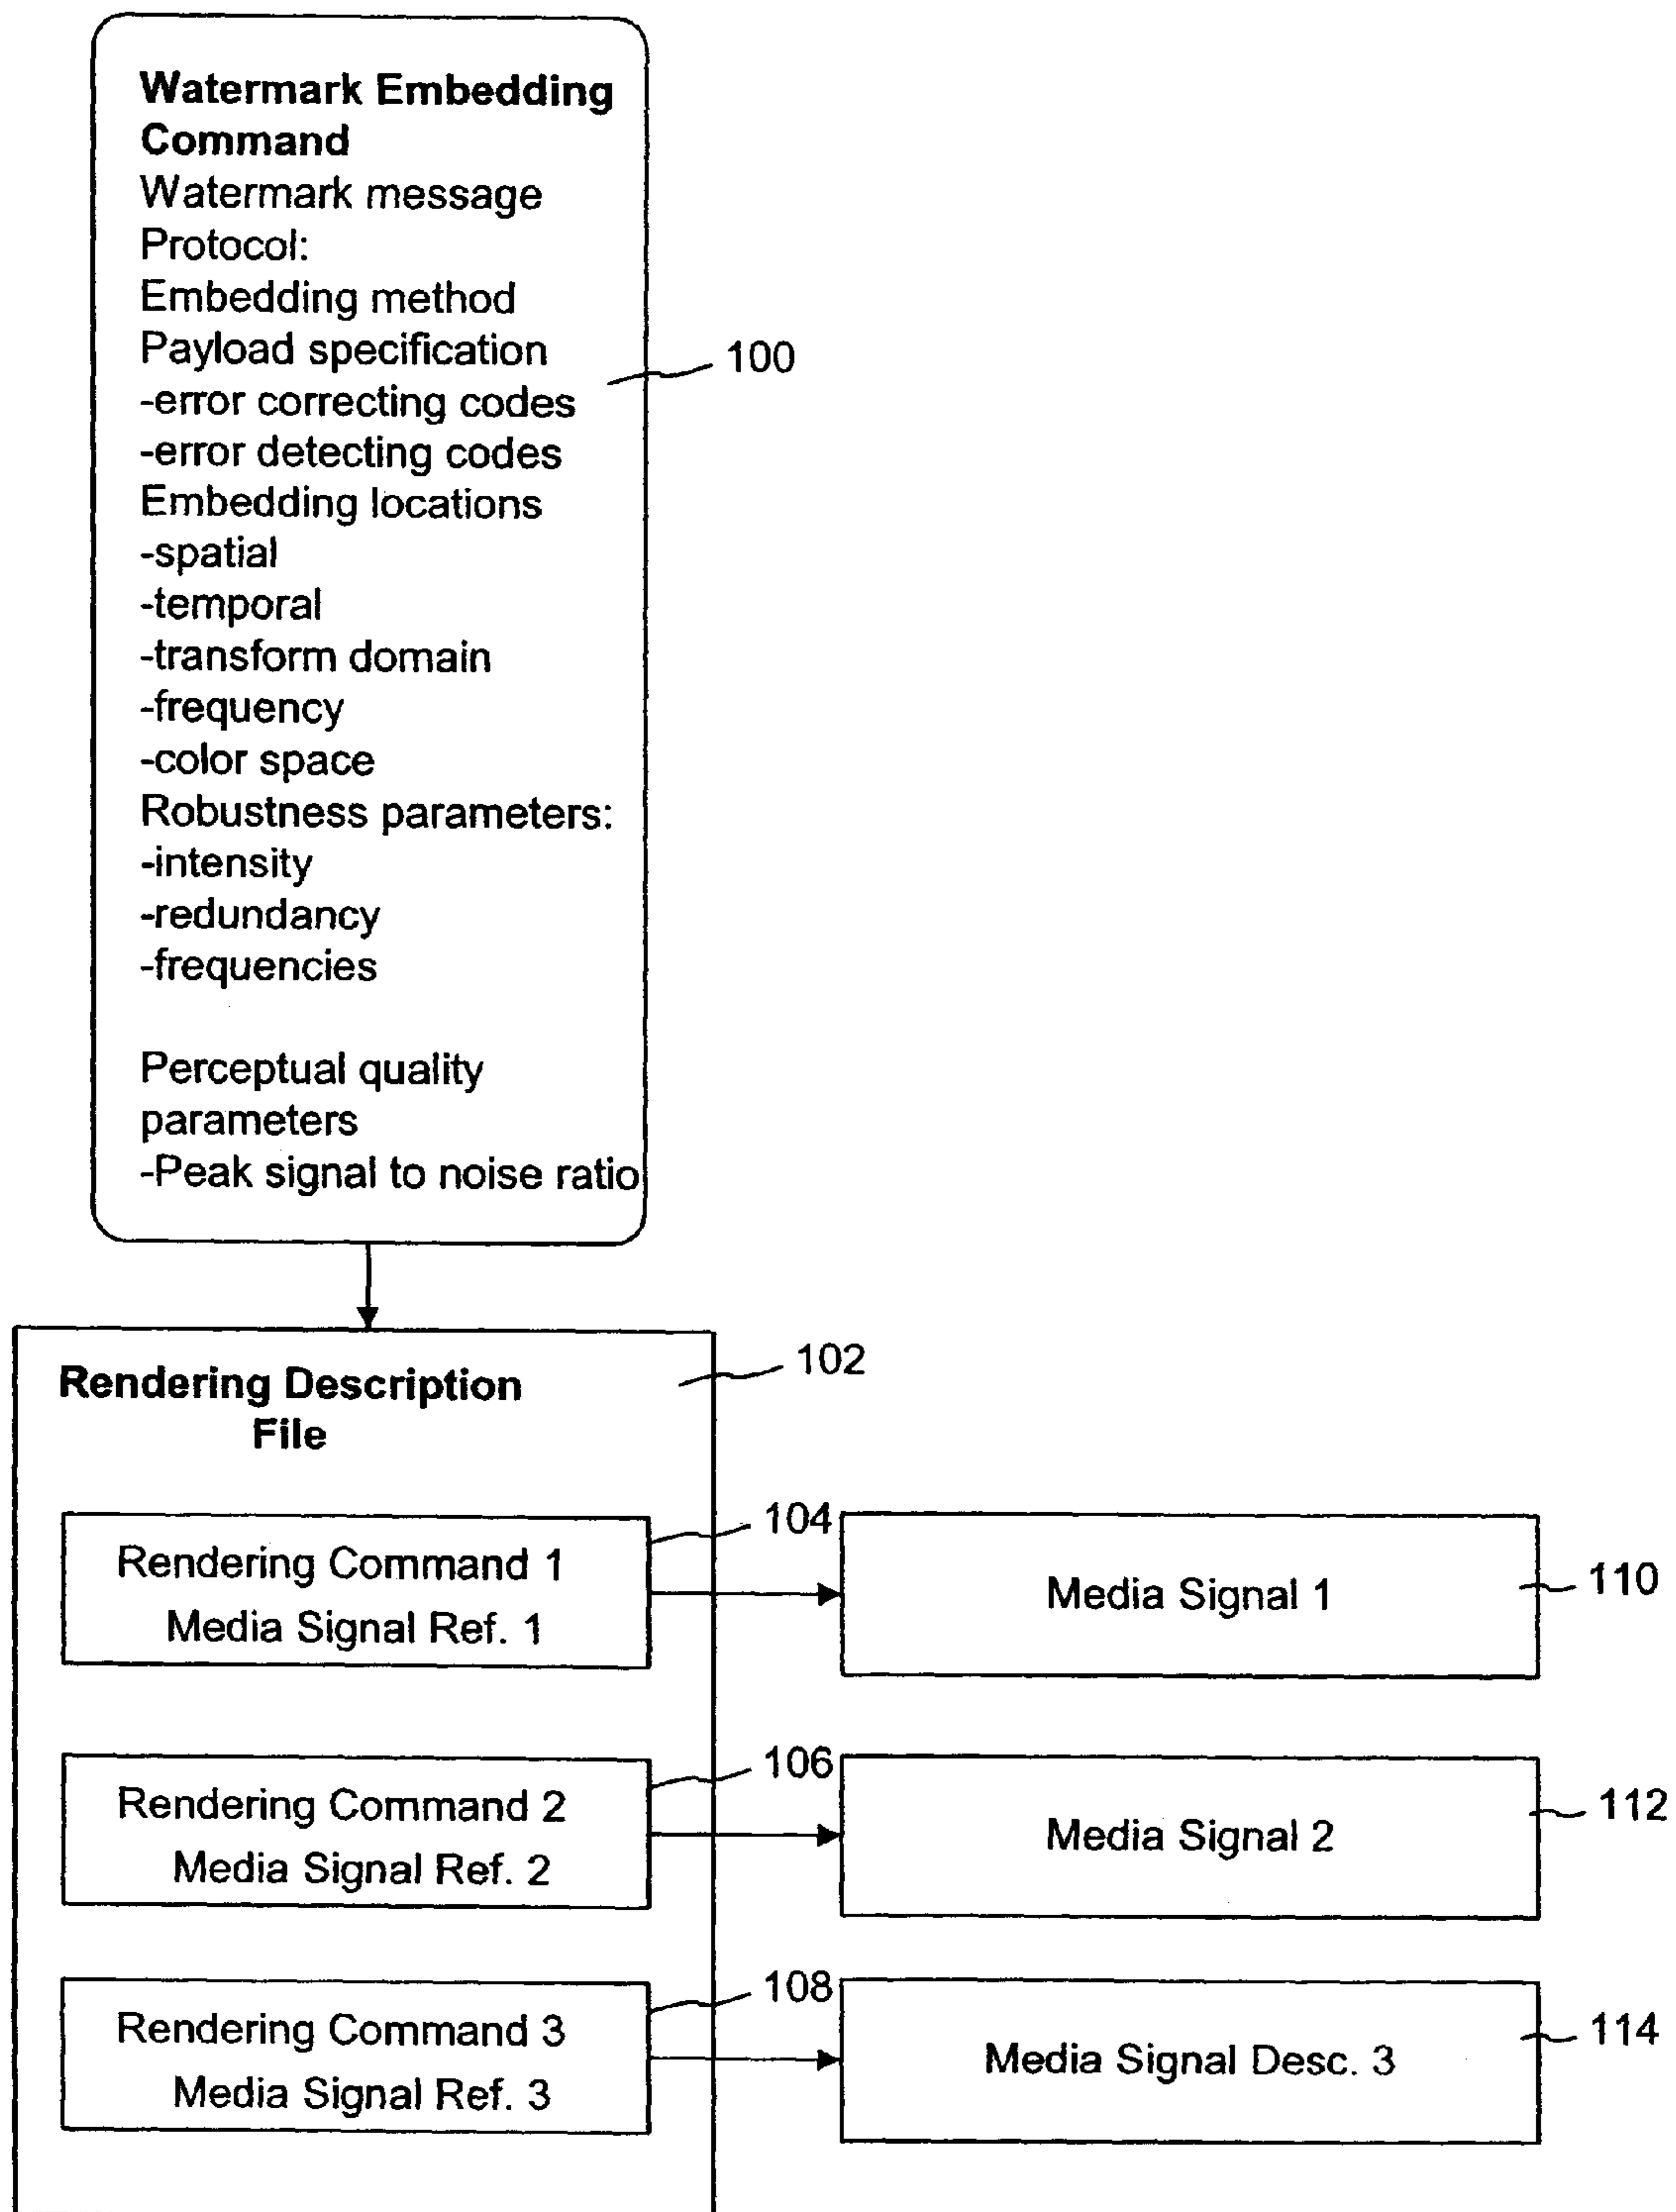 Watermark Embedding
Command
Watermark message
Protocol:
Embedding method
Payload specification
100
-error correcting codes
-error detecting codes
Embedding locations
-spatial
-temporal
-transform domain
-frequency
-color space
Robustness parameters:
-intensity
-redundancy
-frequencies
Perceptual quality
parameters
-Peak signal to noise ratio
102
Rendering Description
File
104
Rendering Command 1
Media Signal Ref. 1
Media Signal 1
110
106
Rendering Command 2
Media Signal Ref. 2
Media Signal 2
112
108
Rendering Command 3
Media Signal Ref. 3
Media Signal Desc. 3
114